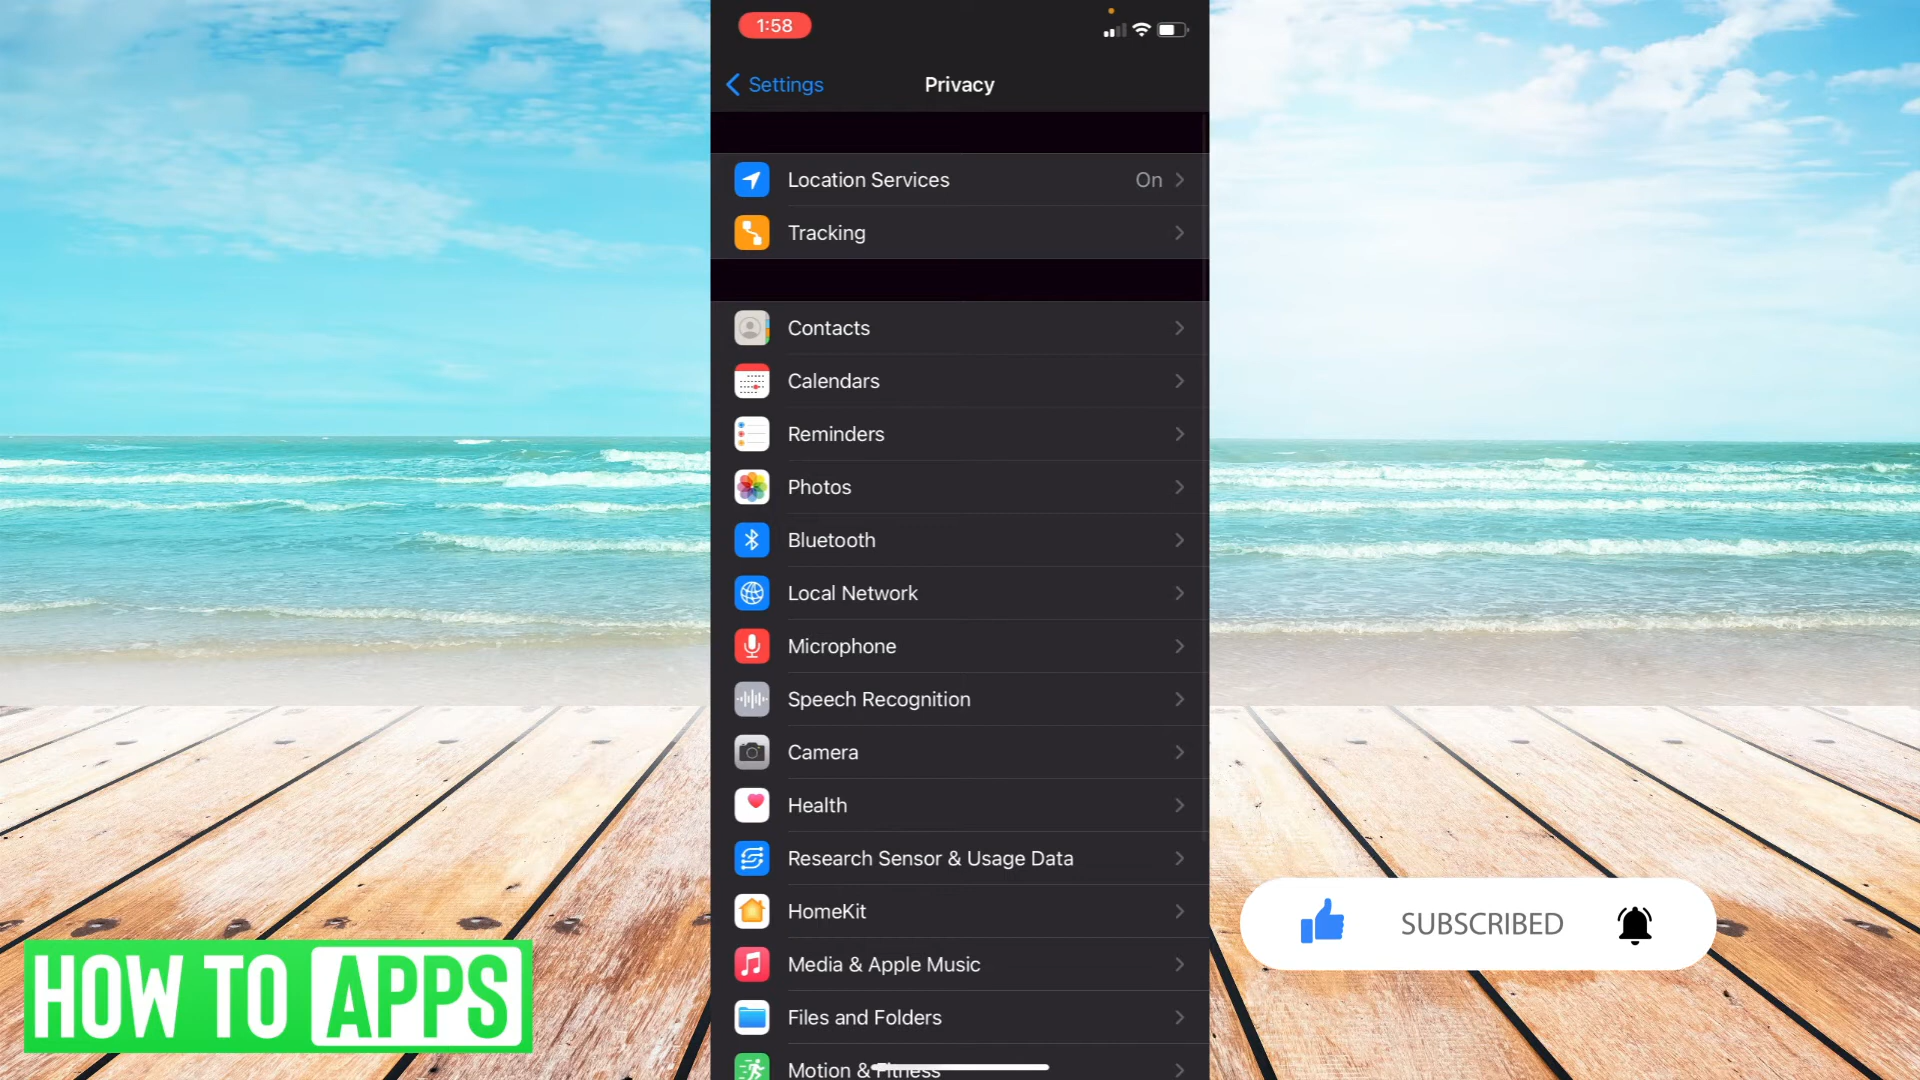 1:58
Settings
Privacy
Location Services On
Tracking
Contacts
Calendars
Reminders
Photos
Bluetooth
Local Network
Microphone
Speech Recognition
Camera
Health
Research Sensor & Usage Data
HomeKit
Media & Apple Music
Files and Folders
Motion & Fitness
HOW TO APPS
SUBSCRIBED